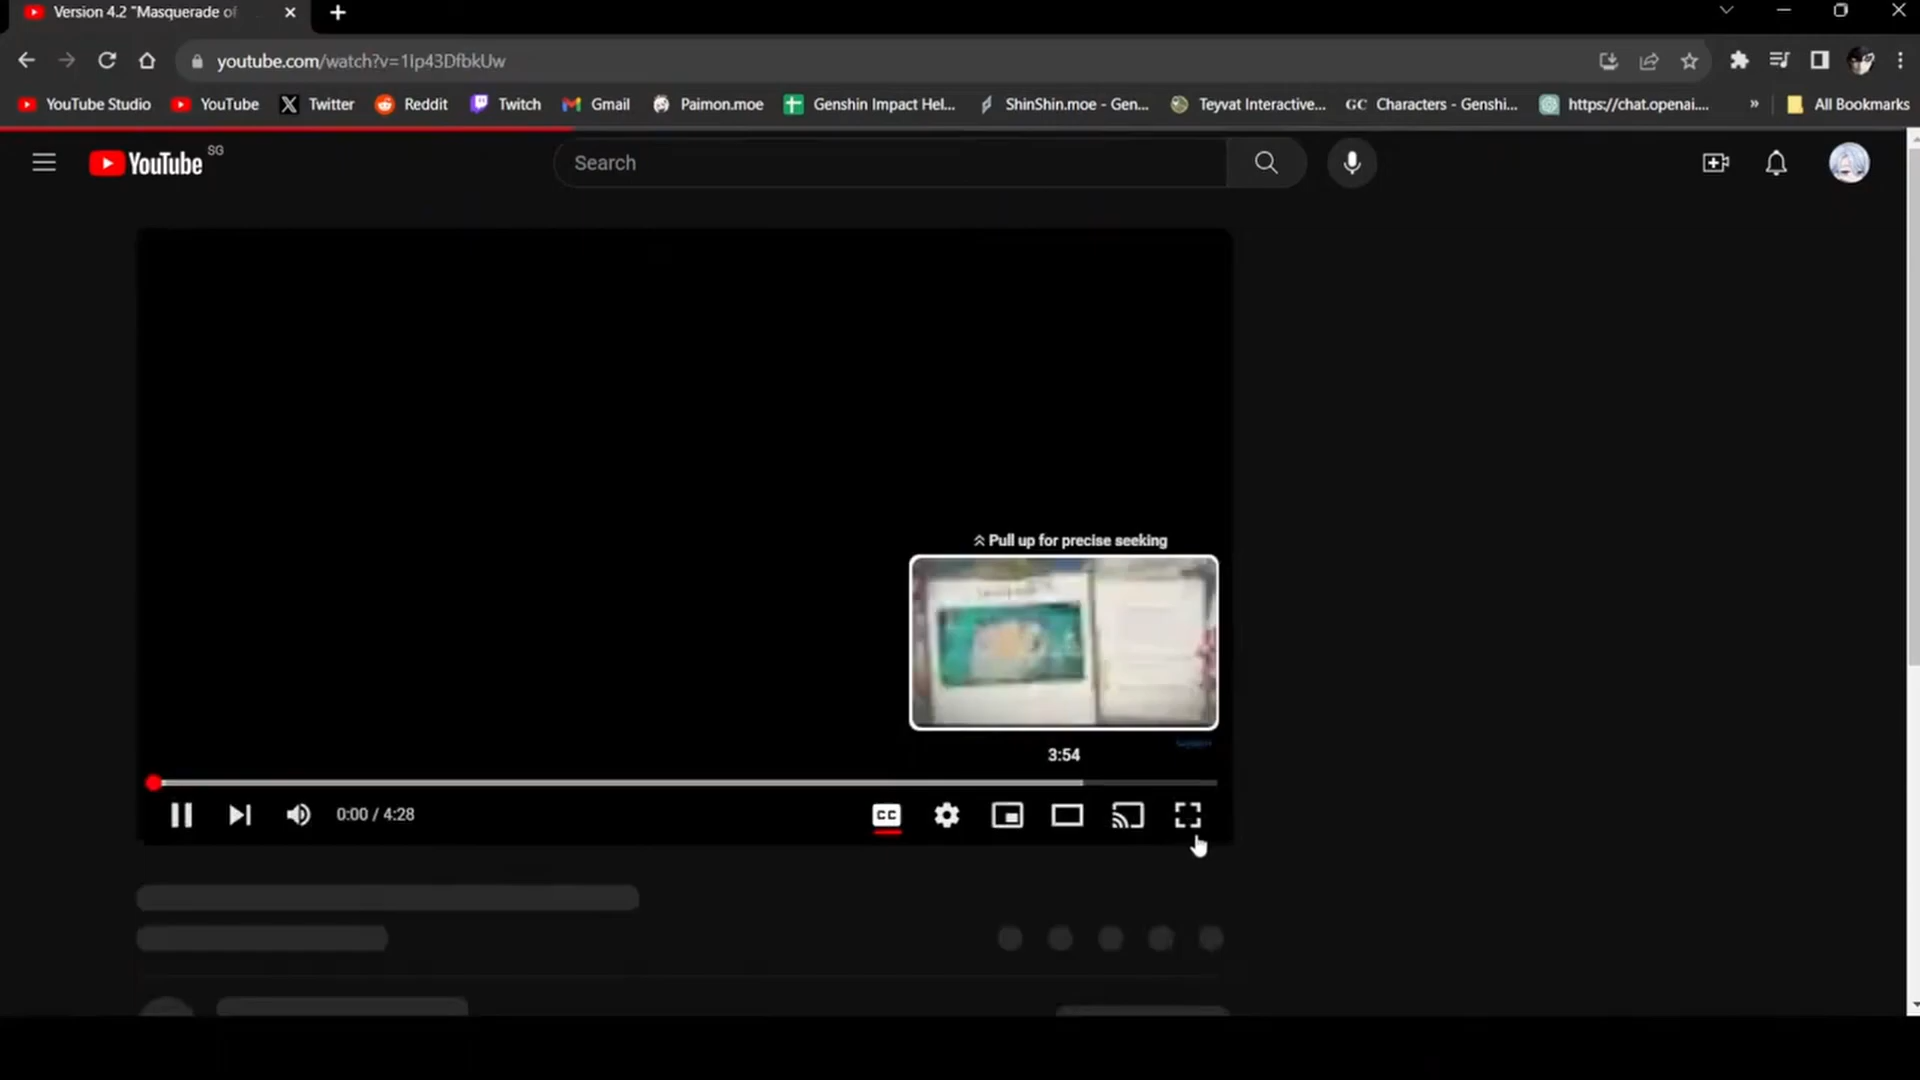 Version 4.2 "Masquerade of
youtube.com/watch?v=1Ip43DfbkUw
YouTube Studio YouTube Twitter Reddit Twitch Gmail Paimon.moe Genshin Impact Hel... ShinShin.moe - Gen... Teyvat Interactive... GC Characters - Genshi... https://chat.openai.... » All Bookmarks
YouTube SG Search
Pull up for precise seeking
3:54
0:00 / 4:28 CC